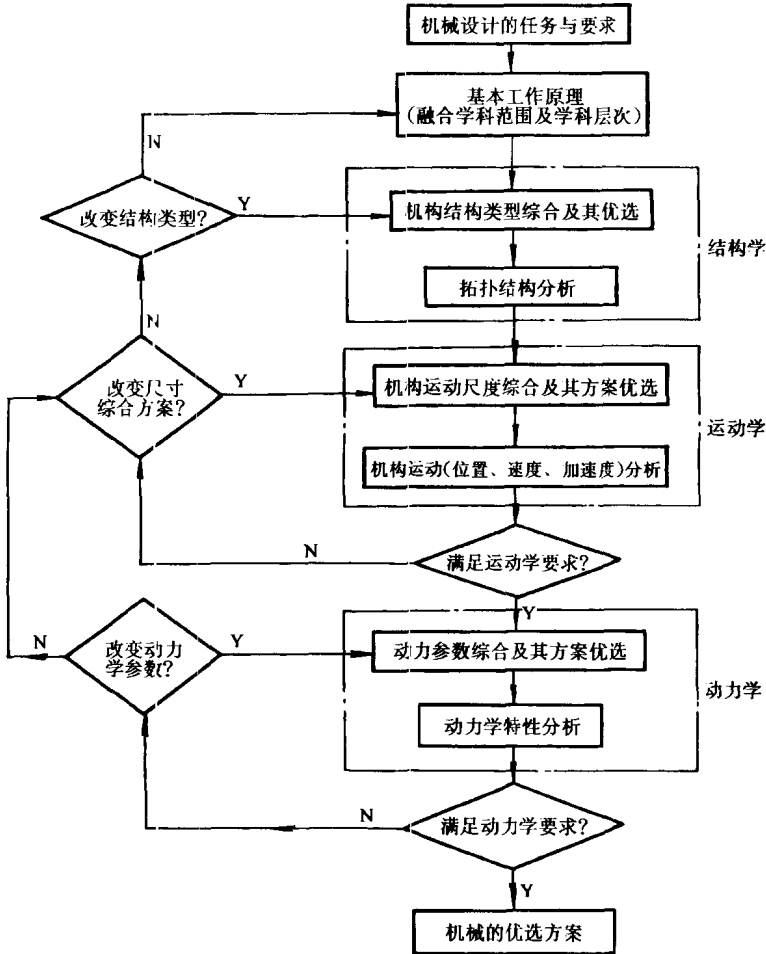 机械设计的任务与要求
基本工作原理
(融合学科范围及学科层次)
N
改变结构类型?
Y
机构结构类型综合及其优选
结构学
拓扑结构分析
N
改变尺寸
综合方案?
Y
机构运动尺度综合及其方案优选
运动学
机构运动(位置、速度、加速度)分析
N
满足运动学要求?
Y
N
改变动力
学参数?
Y
动力参数综合及其方案优选
动力学
动力学特性分析
N
满足动力学要求?
Y
机械的优选方案